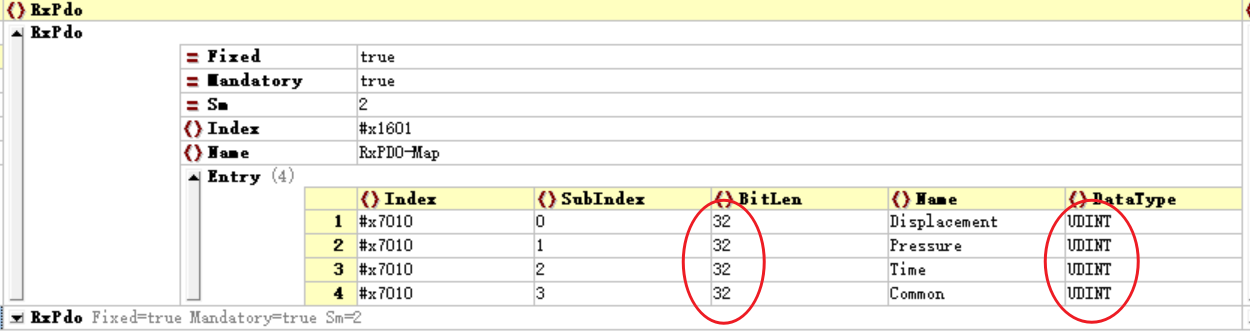 RxPdo
RxPdo
Fixed true
Mandatory true
Sm 2
Index #x1601
Name RxPDO-Map
Entry (4)
Index SubIndex BitLen Name DataType
1 #x7010 0 32 Displacement UDINT
2 #x7010 1 32 Pressure UDINT
3 #x7010 2 32 Time UDINT
4 #x7010 3 32 Common UDINT
RxPdo Fixed=true Mandatory=true Sm=2